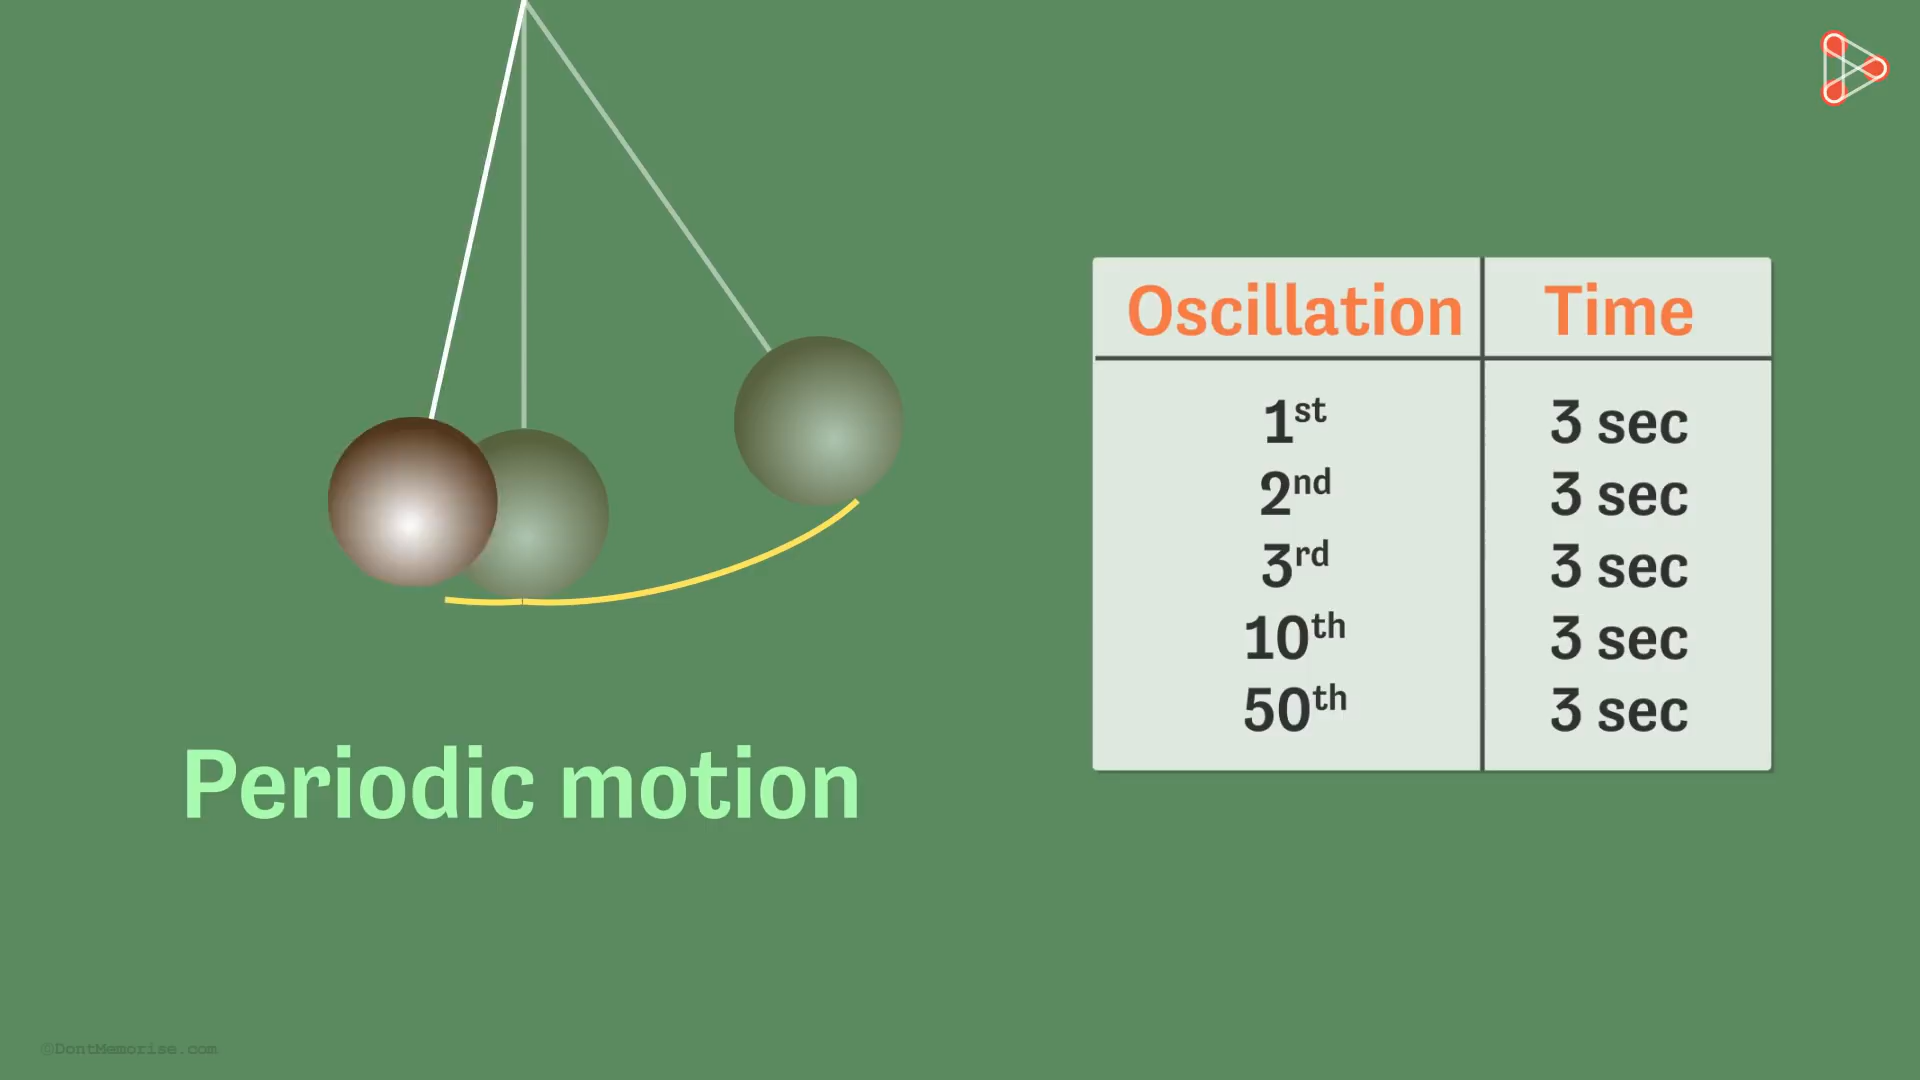 Oscillation Time
1st 3 sec
2nd 3 sec
3rd 3 sec
10th 3 sec
50th 3 sec
Periodic motion
©DontMemorise.com